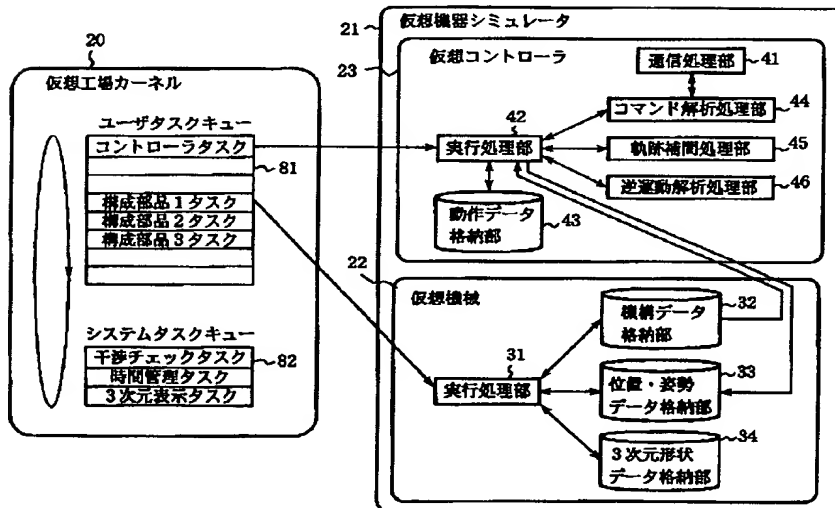 20
仮想工場カーネル
ユーザタスクキュー
コントローラタスク
81
構成部品1タスク
構成部品2タスク
構成部品3タスク
システムタスクキュー
干渉チェックタスク
82
時間管理タスク
3次元表示タスク
21
仮想機器シミュレータ
23
仮想コントローラ
通信処理部
41
42
コマンド解析処理部
44
実行処理部
軌跡補間処理部
45
逆運動解析処理部
46
動作データ
格納部
43
22
仮想機械
機構データ
格納部
32
31
実行処理部
位置・姿勢
データ格納部
33
3次元形状
データ格納部
34